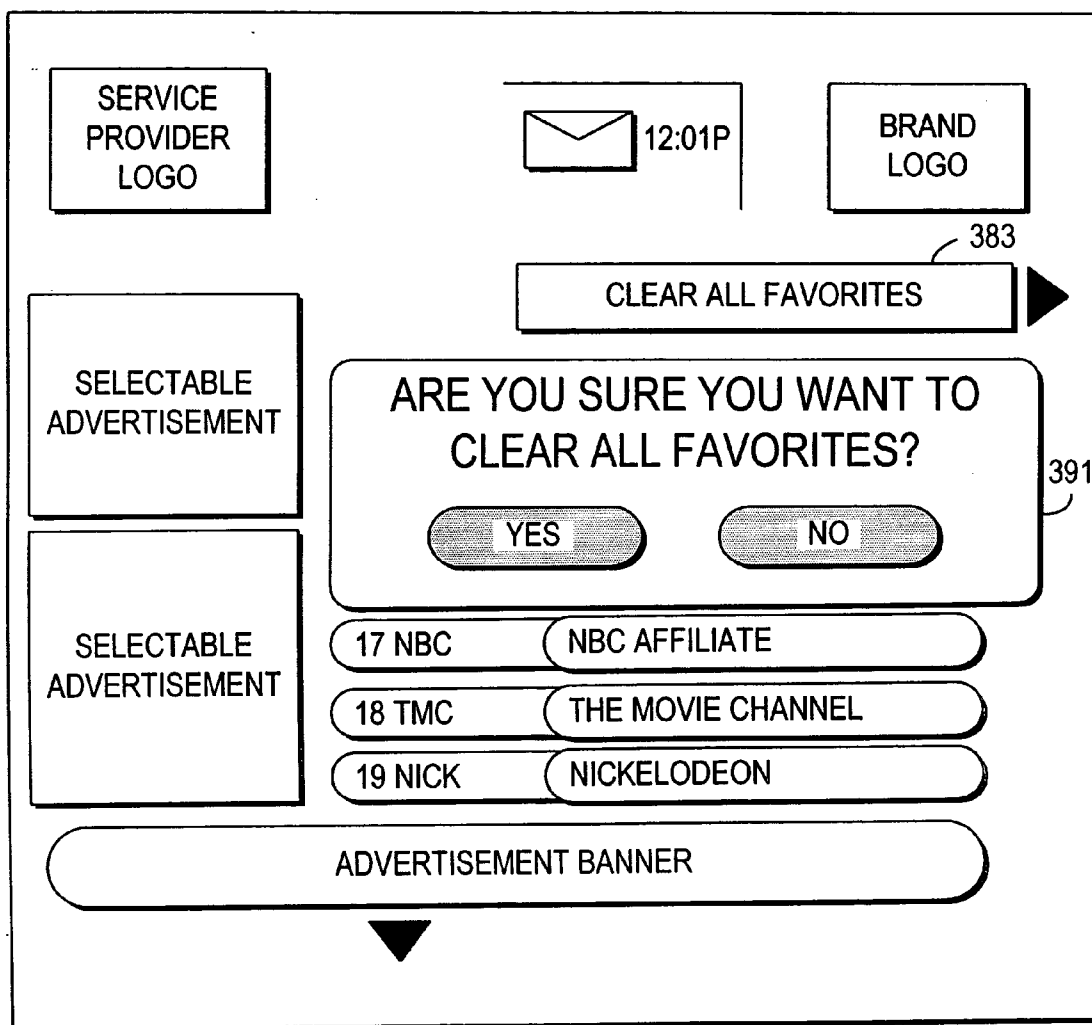 SERVICE
PROVIDER
LOGO
12:01P
BRAND
LOGO
383
CLEAR ALL FAVORITES
SELECTABLE
ADVERTISEMENT
ARE YOU SURE YOU WANT TO
CLEAR ALL FAVORITES?
391
YES
NO
SELECTABLE
ADVERTISEMENT
17 NBC
NBC AFFILIATE
18 TMC
THE MOVIE CHANNEL
19 NICK
NICKELODEON
ADVERTISEMENT BANNER